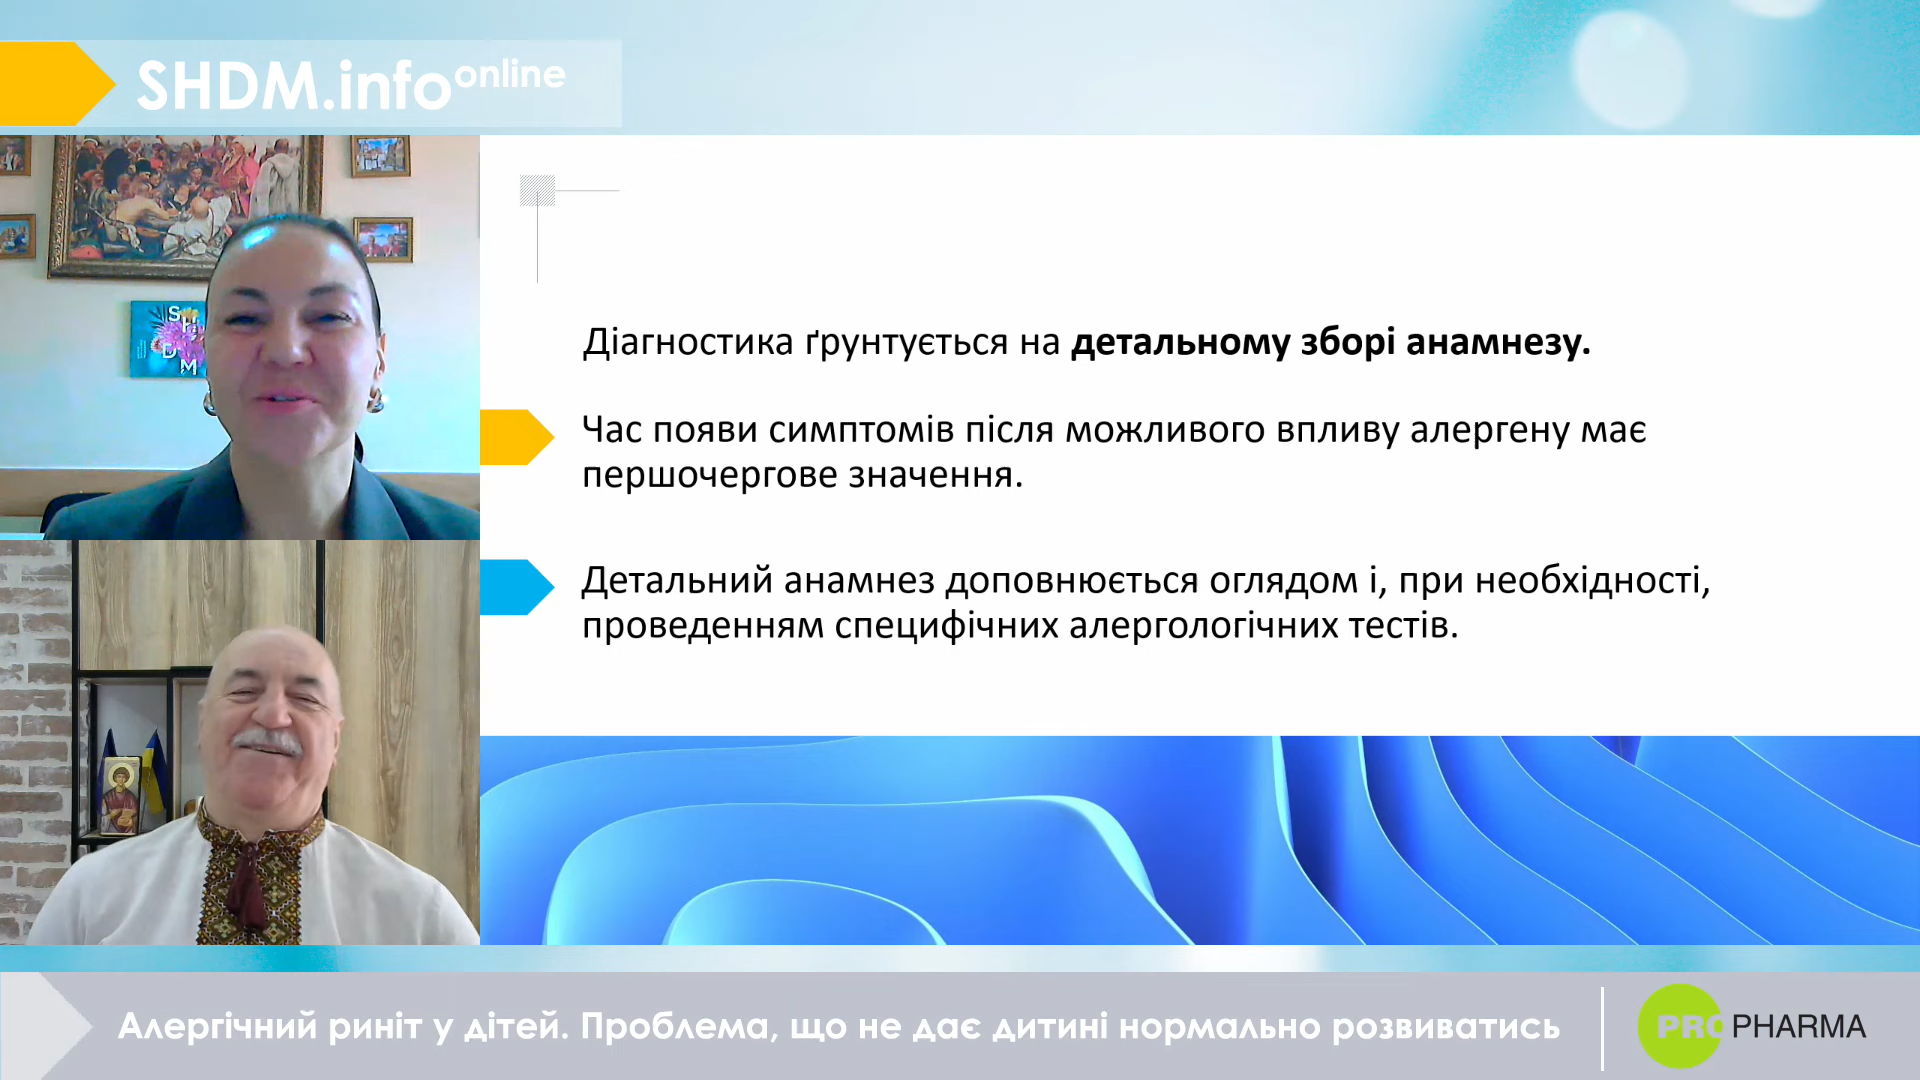 SHDM.info online
S
H
D
M
Діагностика ґрунтується на детальному зборі анамнезу.
Час появи симптомів після можливого впливу алергену має
першочергове значення.
Детальний анамнез доповнюється оглядом і, при необхідності,
проведенням специфічних алергологічних тестів.
Алергічний риніт у дітей. Проблема, що не дає дитині нормально розвиватись
PRO PHARMA